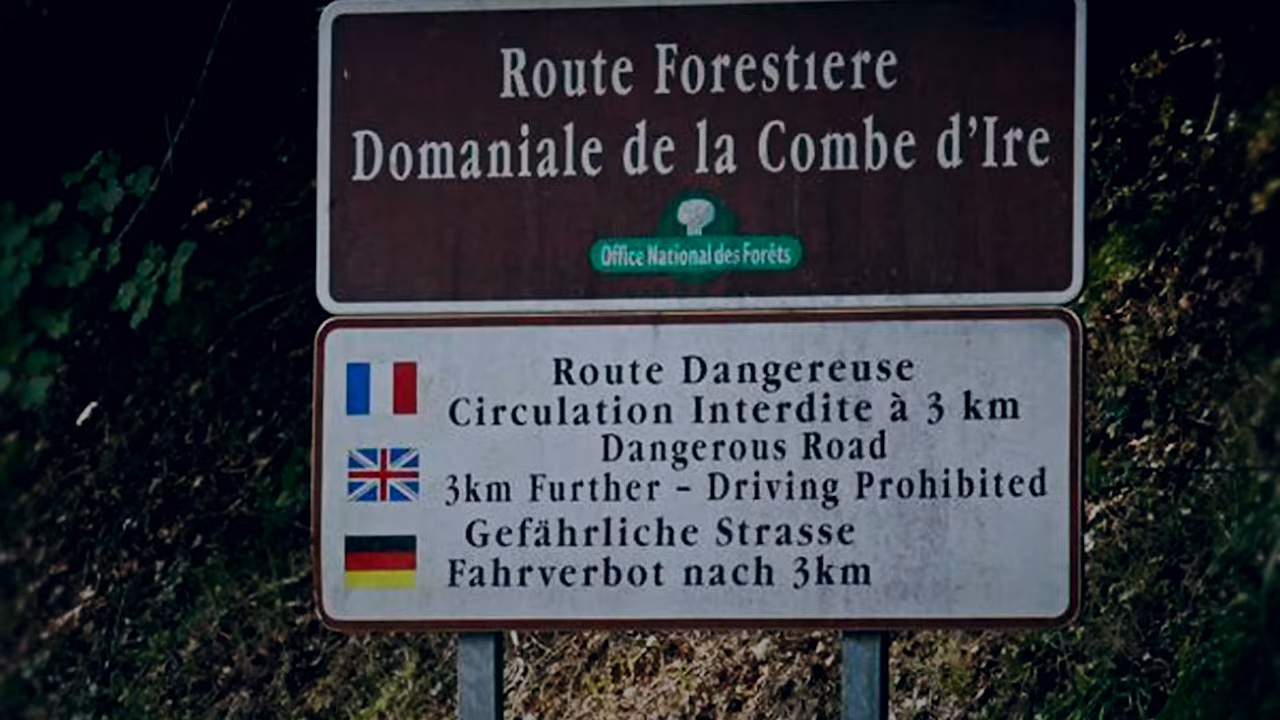 Route Forestiere
Domaniale de la Combe d'Ire
Office National des Forêts
Route Dangereuse
Circulation Interdite à 3 km
Dangerous Road
3km Further - Driving Prohibited
Gefährliche Strasse
Fahrverbot nach 3km